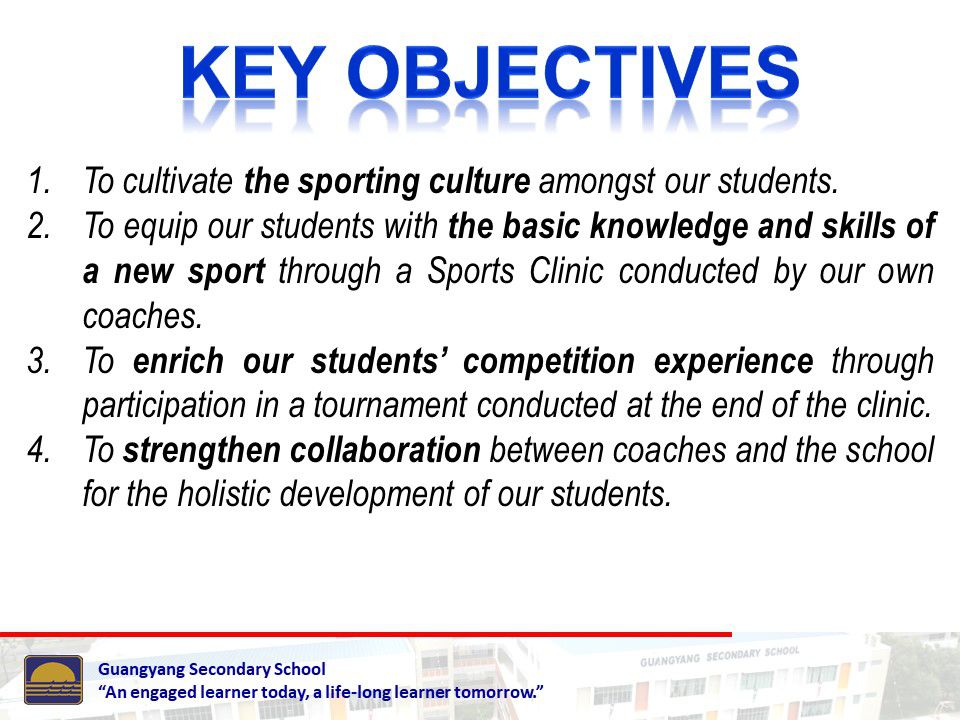 KEY OBJECTIVES
1. To cultivate the sporting culture amongst our students.
2. To equip our students with the basic knowledge and skills of
a new sport through a Sports Clinic conducted by our own
coaches.
3. To enrich our students’ competition experience through
participation in a tournament conducted at the end of the clinic.
4. To strengthen collaboration between coaches and the school
for the holistic development of our students.
GUANGYANG SECONDARY SCHOOL
Guangyang Secondary School
“An engaged learner today, a life-long learner tomorrow.”